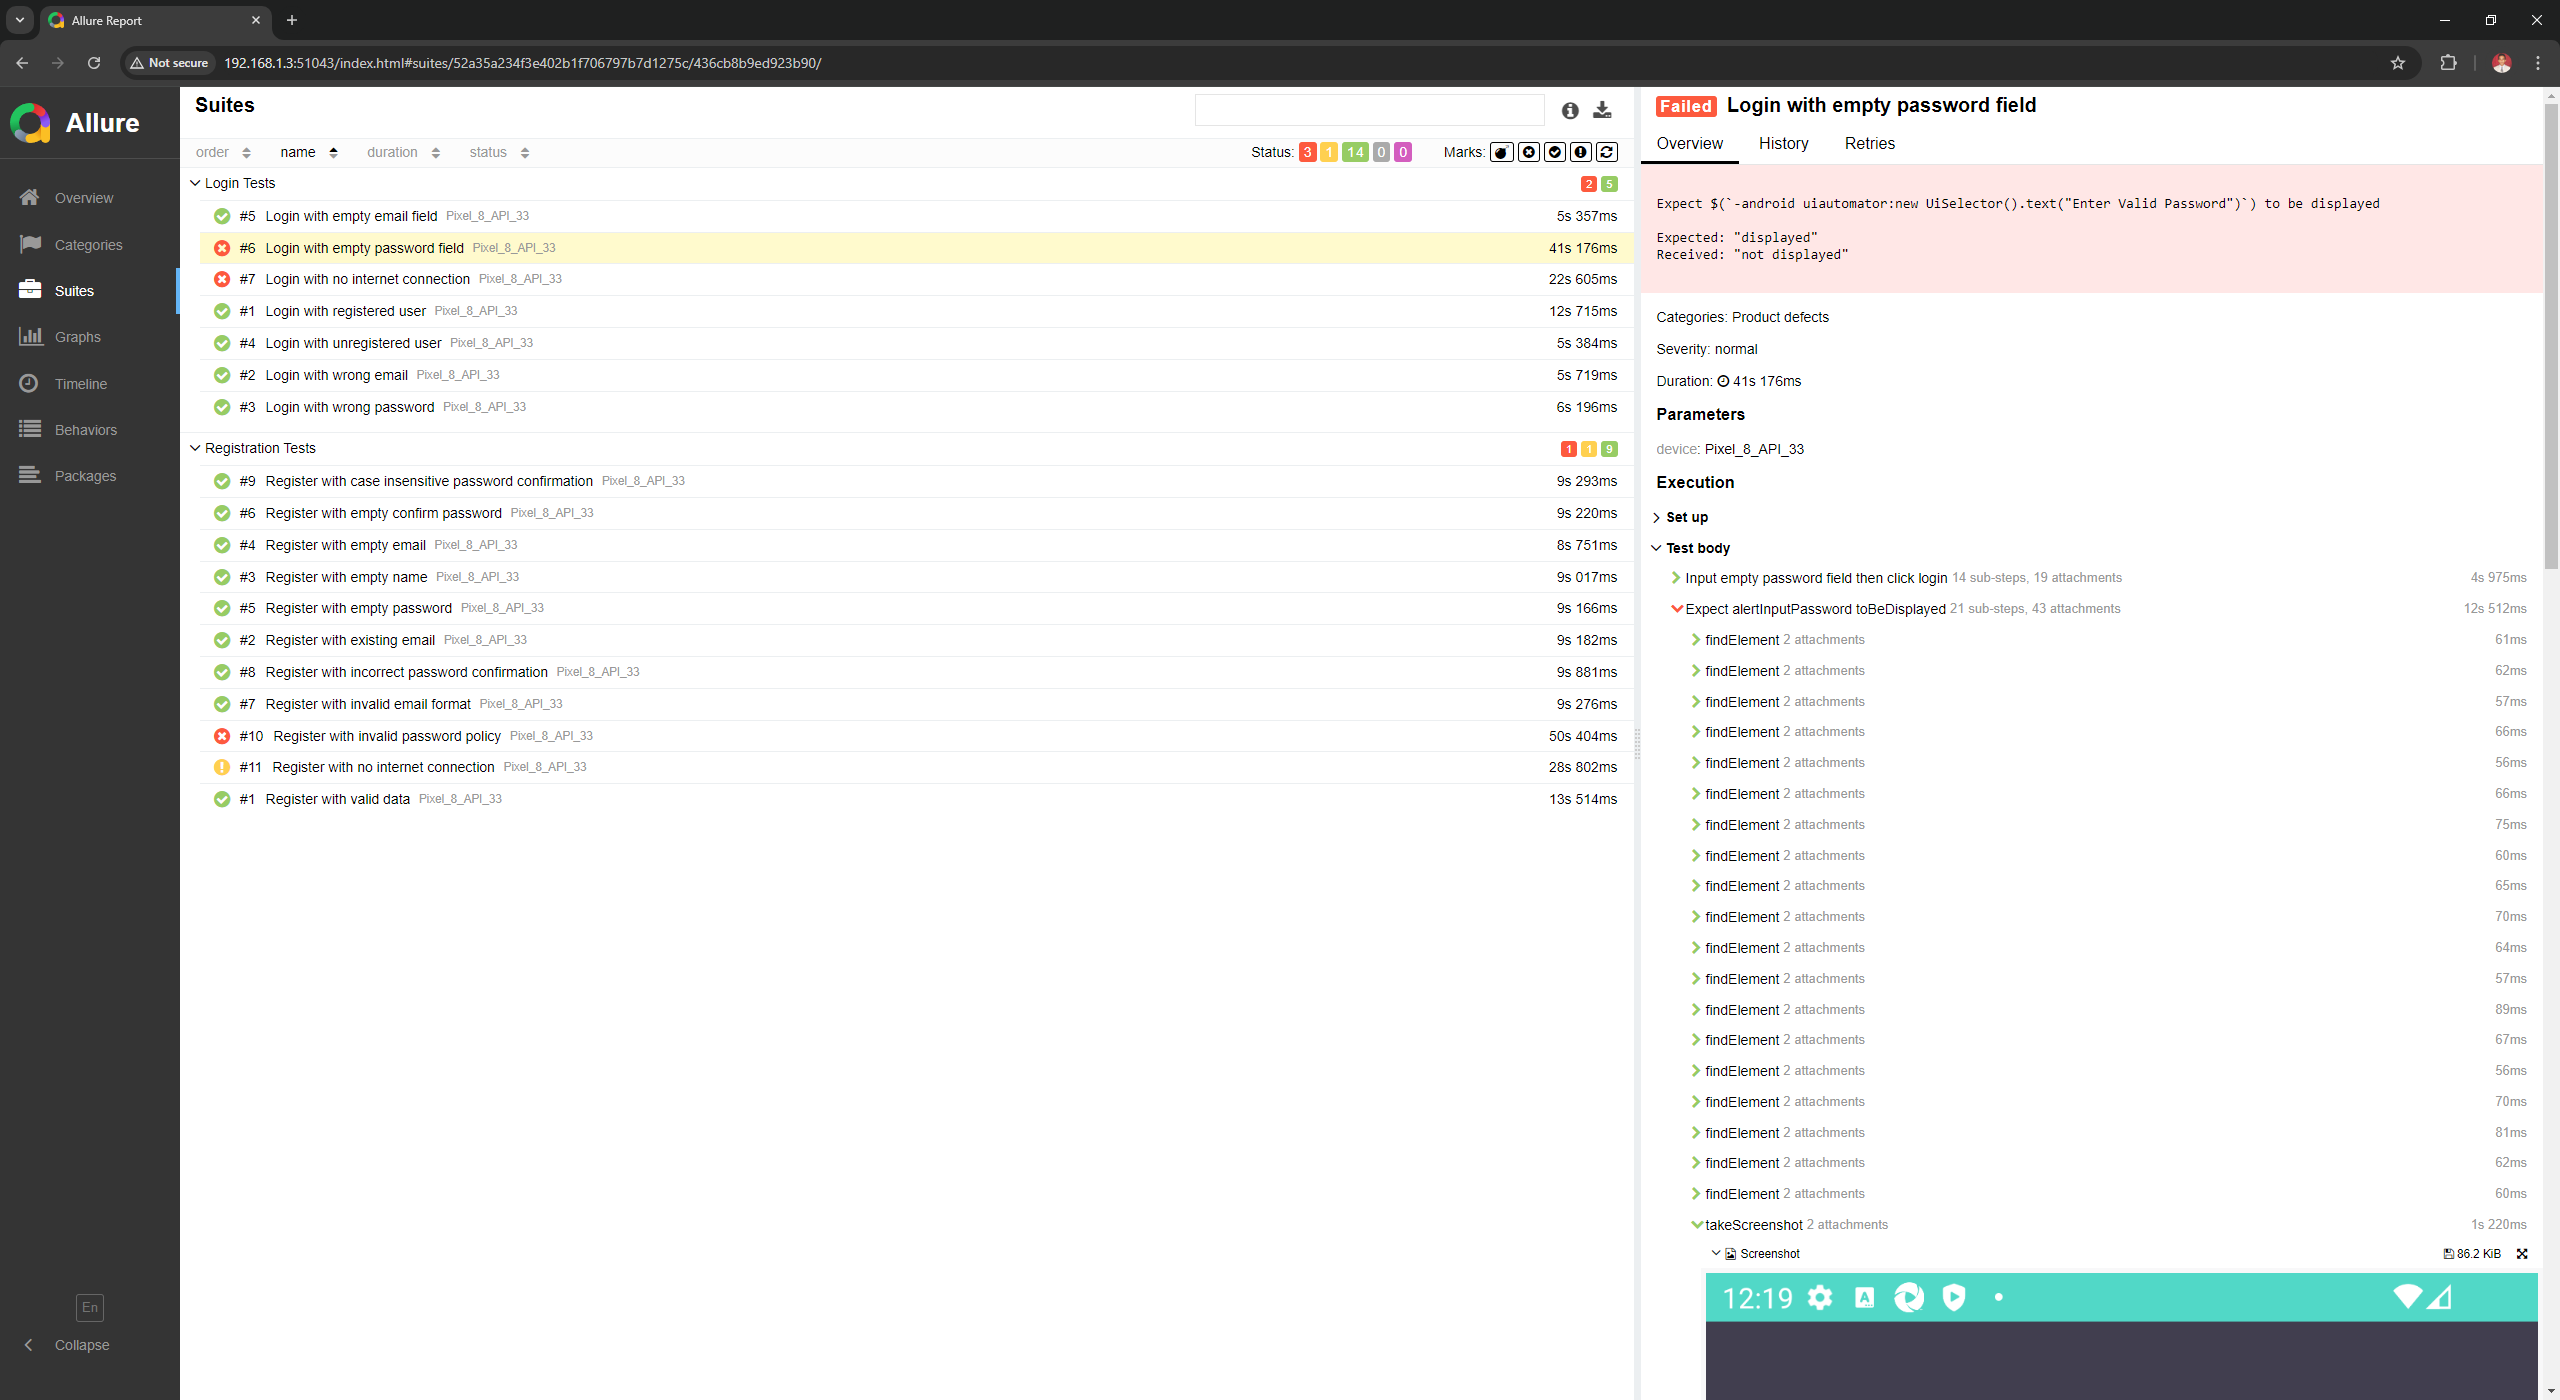 Allure Report
Not secure 192.168.1.3:51043/index.html#suites/52a35a234f3e402b1f706797b7d1275c/436cb8b9ed923b90/
Allure
Overview
Categories
Suites
Graphs
Timeline
Behaviors
Packages
En
Collapse
Suites
order name duration status Status: 3 1 14 0 0 Marks:
Login Tests 2 5
#5 Login with empty email field Pixel_8_API_33 5s 357ms
#6 Login with empty password field Pixel_8_API_33 41s 176ms
#7 Login with no internet connection Pixel_8_API_33 22s 605ms
#1 Login with registered user Pixel_8_API_33 12s 715ms
#4 Login with unregistered user Pixel_8_API_33 5s 384ms
#2 Login with wrong email Pixel_8_API_33 5s 719ms
#3 Login with wrong password Pixel_8_API_33 6s 196ms
Registration Tests 1 1 9
#9 Register with case insensitive password confirmation Pixel_8_API_33 9s 293ms
#6 Register with empty confirm password Pixel_8_API_33 9s 220ms
#4 Register with empty email Pixel_8_API_33 8s 751ms
#3 Register with empty name Pixel_8_API_33 9s 017ms
#5 Register with empty password Pixel_8_API_33 9s 166ms
#2 Register with existing email Pixel_8_API_33 9s 182ms
#8 Register with incorrect password confirmation Pixel_8_API_33 9s 881ms
#7 Register with invalid email format Pixel_8_API_33 9s 276ms
#10 Register with invalid password policy Pixel_8_API_33 50s 404ms
#11 Register with no internet connection Pixel_8_API_33 28s 802ms
#1 Register with valid data Pixel_8_API_33 13s 514ms
Failed Login with empty password field
Overview History Retries
Expect $(`-android uiautomator:new UiSelector().text("Enter Valid Password")`) to be displayed
Expected: "displayed"
Received: "not displayed"
Categories: Product defects
Severity: normal
Duration: 41s 176ms
Parameters
device: Pixel_8_API_33
Execution
Set up
Test body
Input empty password field then click login 14 sub-steps, 19 attachments 4s 975ms
Expect alertInputPassword toBeDisplayed 21 sub-steps, 43 attachments 12s 512ms
findElement 2 attachments 61ms
findElement 2 attachments 62ms
findElement 2 attachments 57ms
findElement 2 attachments 66ms
findElement 2 attachments 56ms
findElement 2 attachments 66ms
findElement 2 attachments 75ms
findElement 2 attachments 60ms
findElement 2 attachments 65ms
findElement 2 attachments 70ms
findElement 2 attachments 64ms
findElement 2 attachments 57ms
findElement 2 attachments 89ms
findElement 2 attachments 67ms
findElement 2 attachments 56ms
findElement 2 attachments 70ms
findElement 2 attachments 81ms
findElement 2 attachments 62ms
findElement 2 attachments 60ms
takeScreenshot 2 attachments 1s 220ms
Screenshot 86.2 KiB
12:19 A